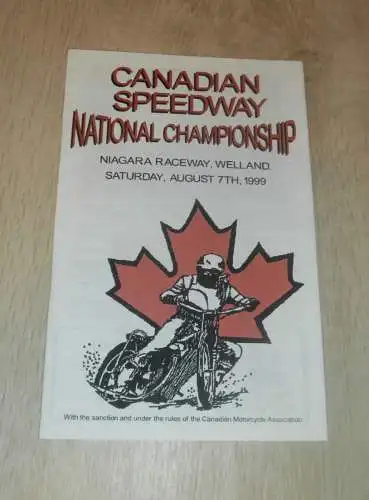 CANADIAN
SPEEDWAY
NATIONAL CHAMPIONSHIP
NIAGARA RACEWAY, WELLAND.
SATURDAY, AUGUST 7TH, 1999
With the sanction and under the rules of the Canadian Motorcycle Association